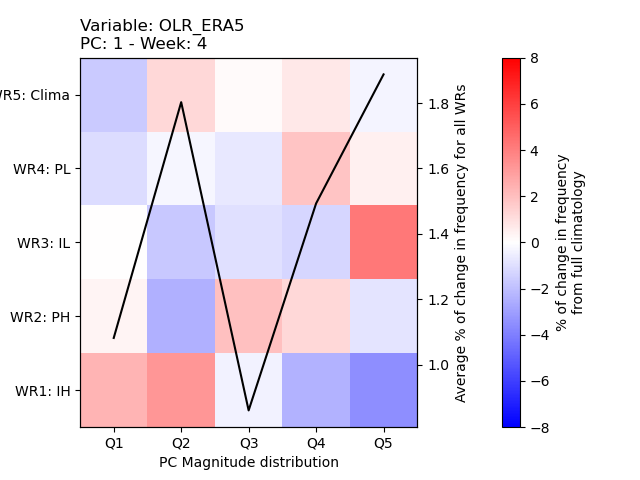 Variable: OLR_ERA5
PC: 1 - Week: 4
WR5: Clima
WR4: PL
WR3: IL
WR2: PH
WR1: IH
Q1 Q2 Q3 Q4 Q5
PC Magnitude distribution
1.8
1.6
1.4
1.2
1.0
Average % of change in frequency for all WRs
8
6
4
2
0
−2
−4
−6
−8
% of change in frequency
from full climatology